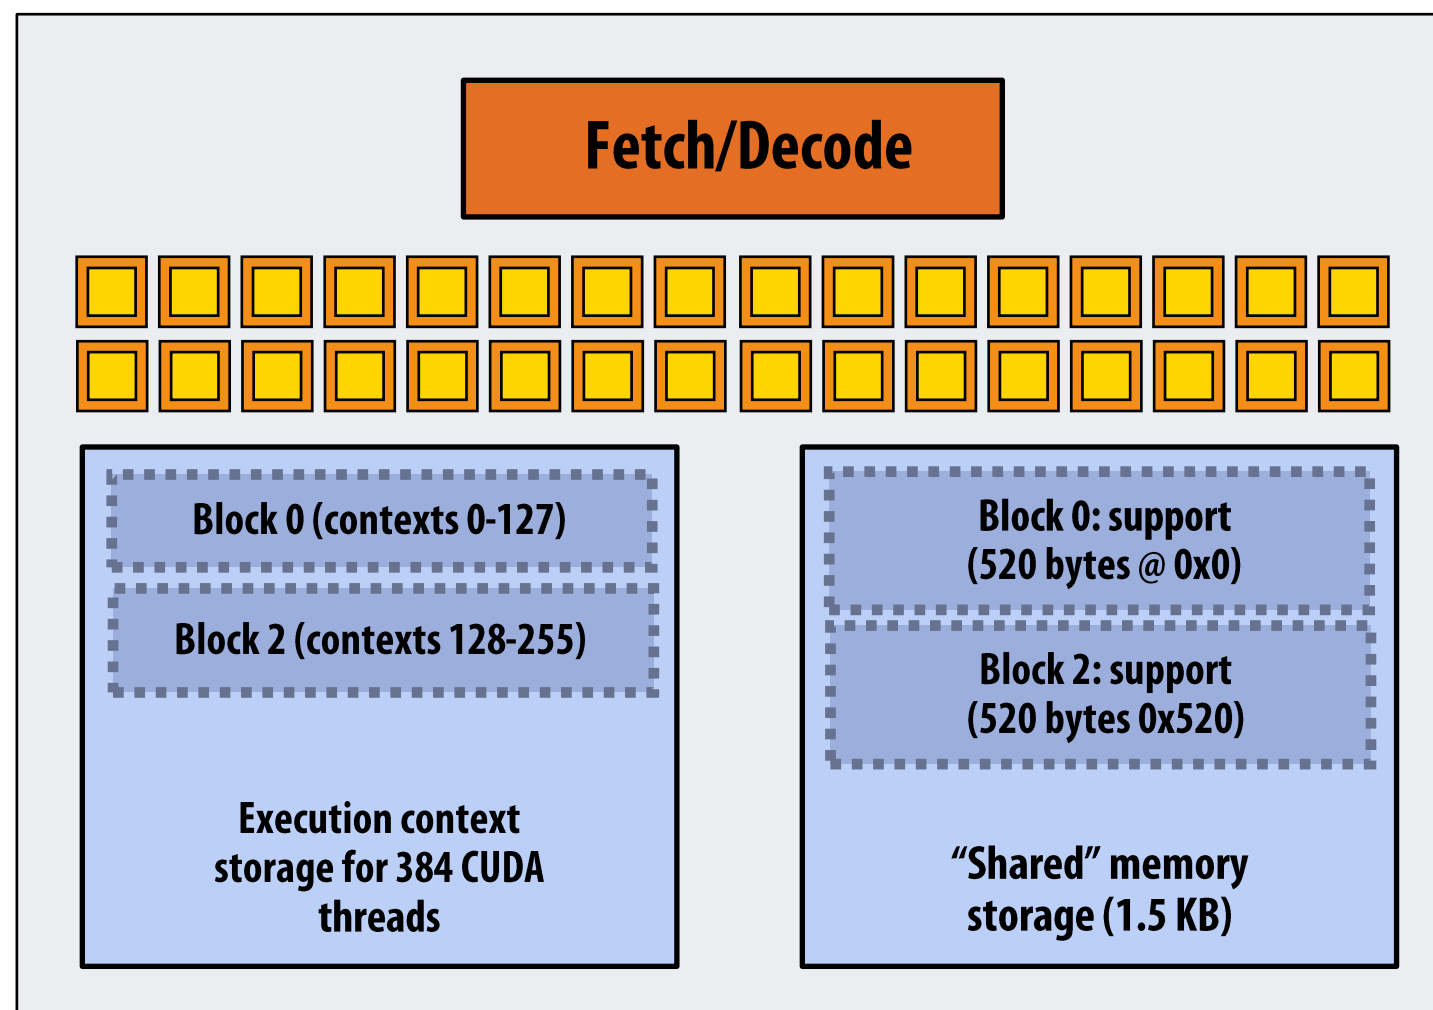 Fetch/Decode
Block 0 (contexts 0-127)
Block 2 (contexts 128-255)
Execution context
storage for 384 CUDA
threads
Block 0: support
(520 bytes @ 0x0)
Block 2: support
(520 bytes 0x520)
“Shared” memory
storage (1.5 KB)